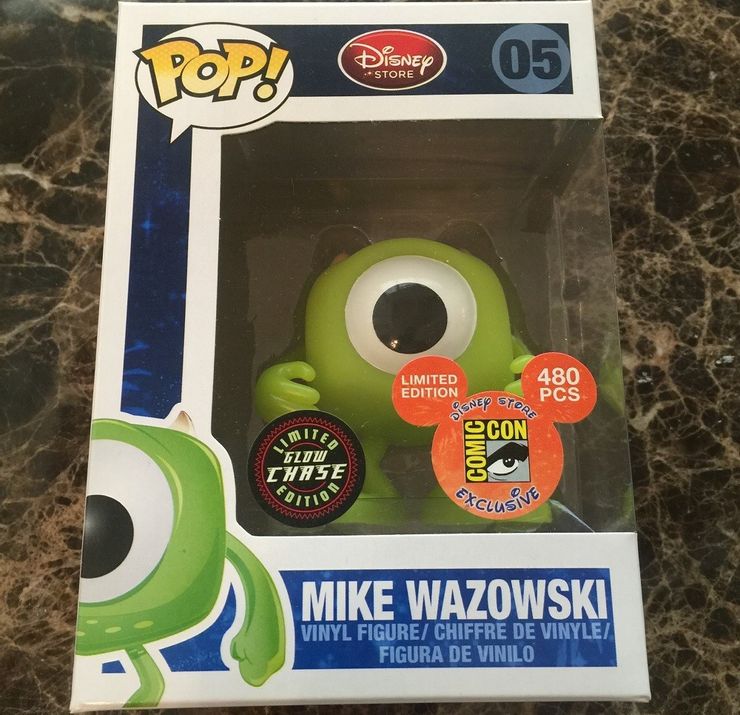 POP!
Disney
STORE
05
LIMITED
EDITION
480
PCS
DISNEY STORE
COMIC
CON
EXCLUSIVE
LIMITED
GLOW
CHASE
EDITION
MIKE WAZOWSKI
VINYL FIGURE/ CHIFFRE DE VINYLE/
FIGURA DE VINILO